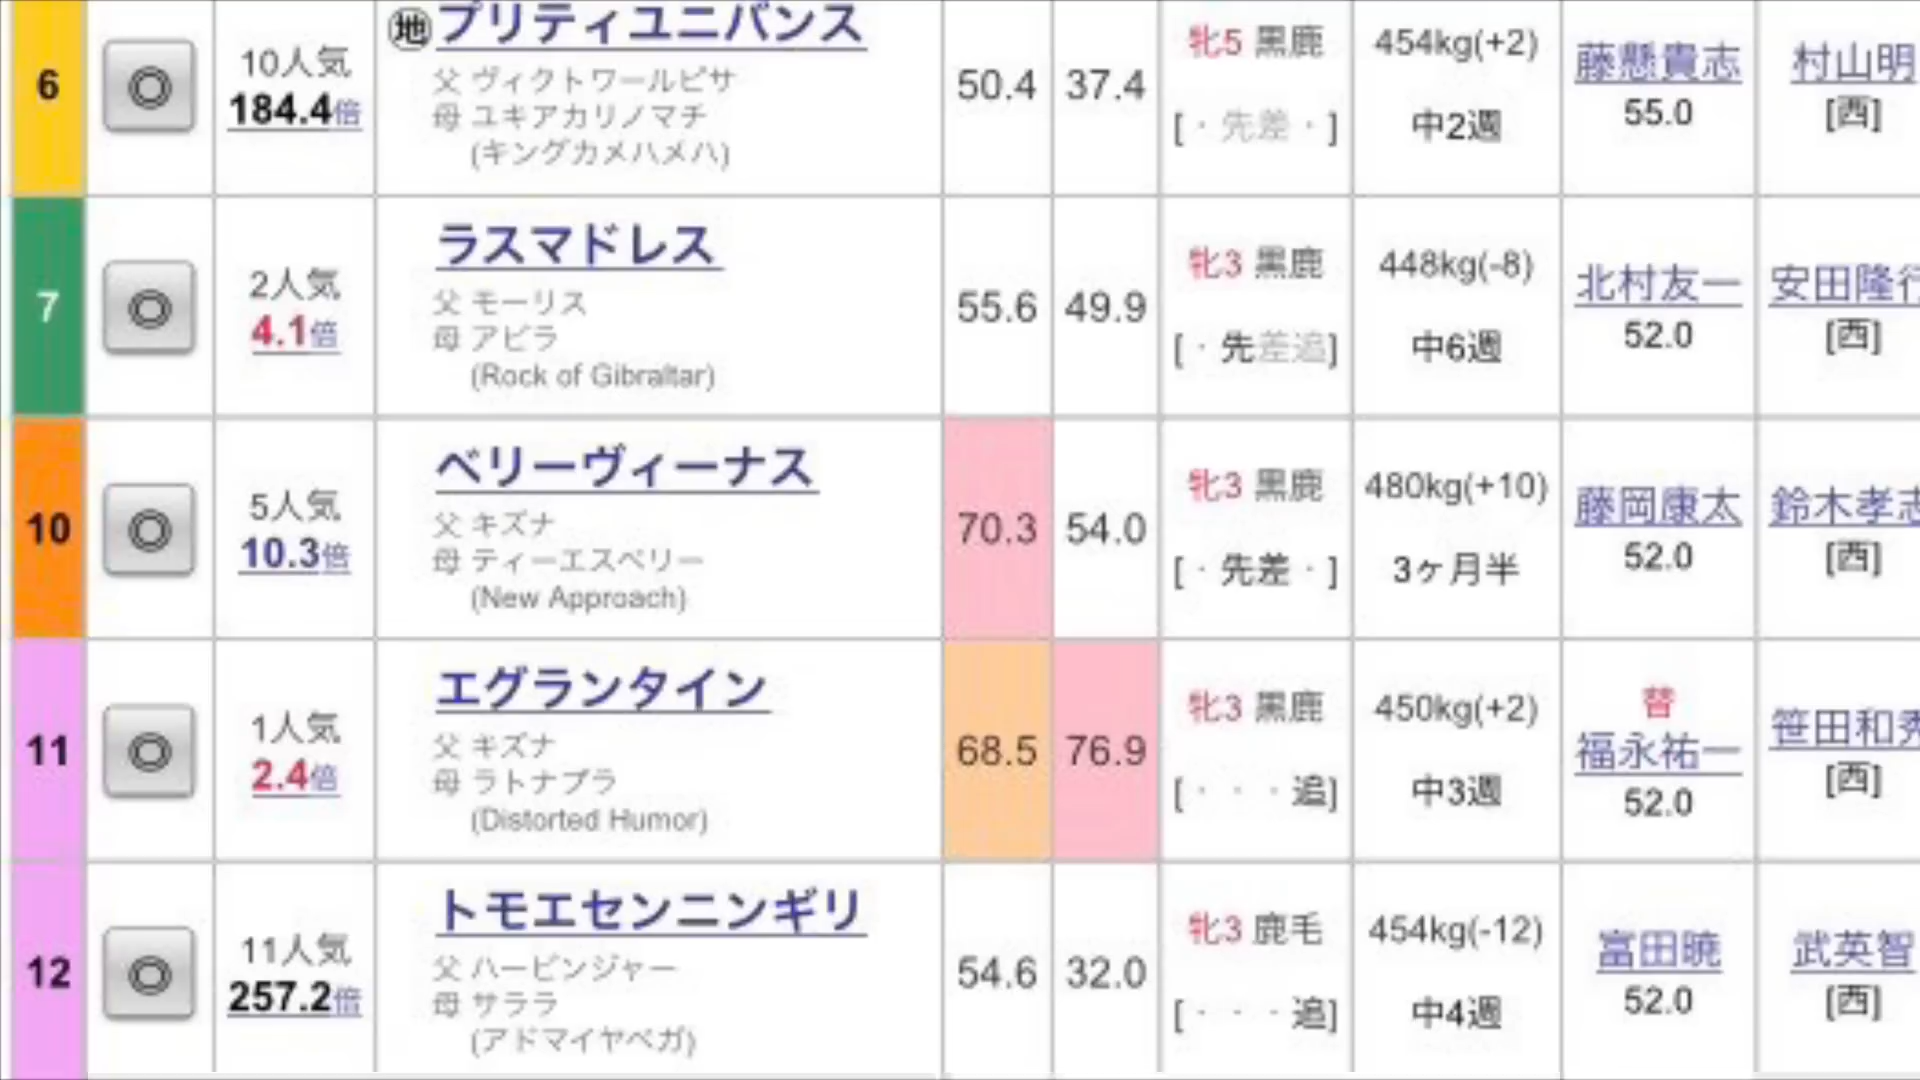 6
◎
10人気
184.4倍
地 プリティユニバンス
父 ヴィクトワールピサ
母 ユキアカリノマチ
(キングカメハメハ)
50.4
37.4
牝5 黒鹿
[・先差・]
454kg(+2)
中2週
藤懸貴志
55.0
村山明
[西]
7
◎
2人気
4.1倍
ラスマドレス
父 モーリス
母 アビラ
(Rock of Gibraltar)
55.6
49.9
牝3 黒鹿
[・先差追]
448kg(-8)
中6週
北村友一
52.0
安田隆行
[西]
10
◎
5人気
10.3倍
ベリーヴィーナス
父 キズナ
母 ティーエスベリー
(New Approach)
70.3
54.0
牝3 黒鹿
[・先差・]
480kg(+10)
3ヶ月半
藤岡康太
52.0
鈴木孝志
[西]
11
◎
1人気
2.4倍
エグランタイン
父 キズナ
母 ラトナプラ
(Distorted Humor)
68.5
76.9
牝3 黒鹿
[・・・追]
450kg(+2)
中3週
替
福永祐一
52.0
笹田和秀
[西]
12
◎
11人気
257.2倍
トモエセンニンギリ
父 ハービンジャー
母 サララ
(アドマイヤベガ)
54.6
32.0
牝3 鹿毛
[・・・追]
454kg(-12)
中4週
富田暁
52.0
武英智
[西]